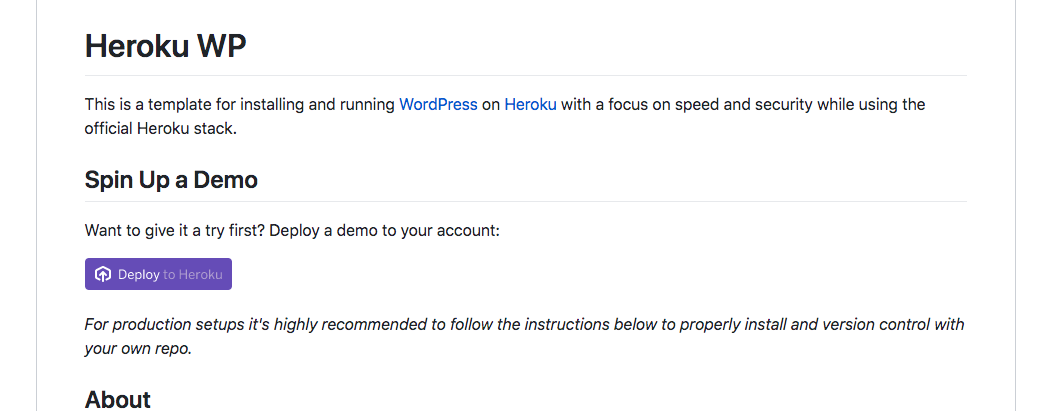 Heroku WP
This is a template for installing and running WordPress on Heroku with a focus on speed and security while using the
official Heroku stack.
Spin Up a Demo
Want to give it a try first? Deploy a demo to your account:
Deploy to Heroku
For production setups it's highly recommended to follow the instructions below to properly install and version control with
your own repo.
About